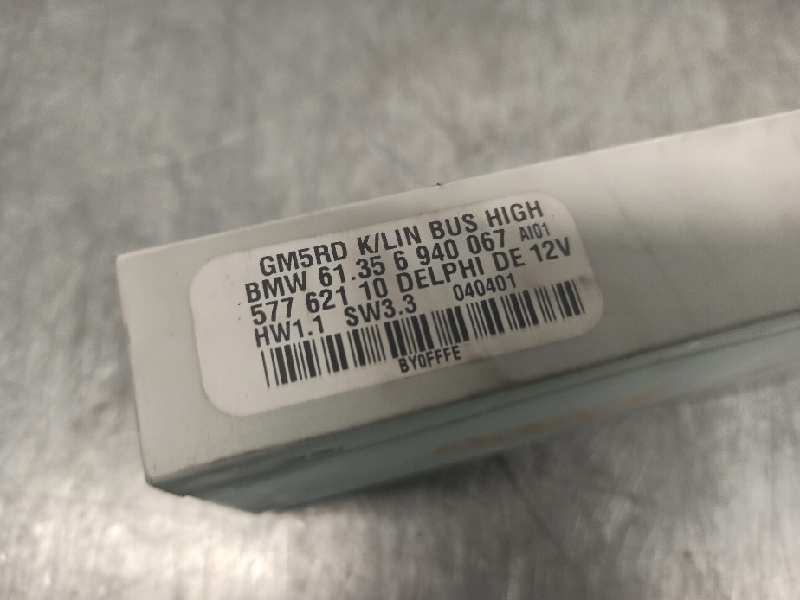 GM5RD K/LIN BUS HIGH
BMW 61.35 6 940 067 AI01
577 621 10 DELPHI DE 12V
HW1.1 SW3.3 040401
BY0FFFE